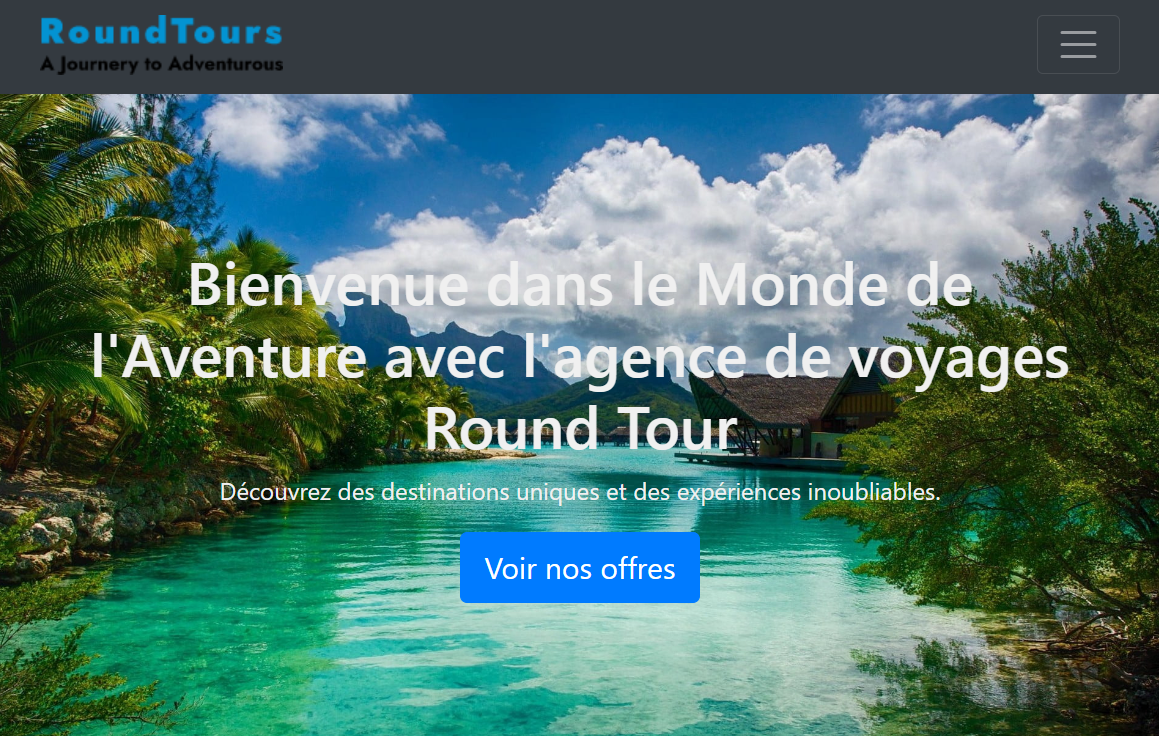 RoundTours
A Journery to Adventurous
Bienvenue dans le Monde de
l'Aventure avec l'agence de voyages
Round Tour
Découvrez des destinations uniques et des expériences inoubliables.
Voir nos offres